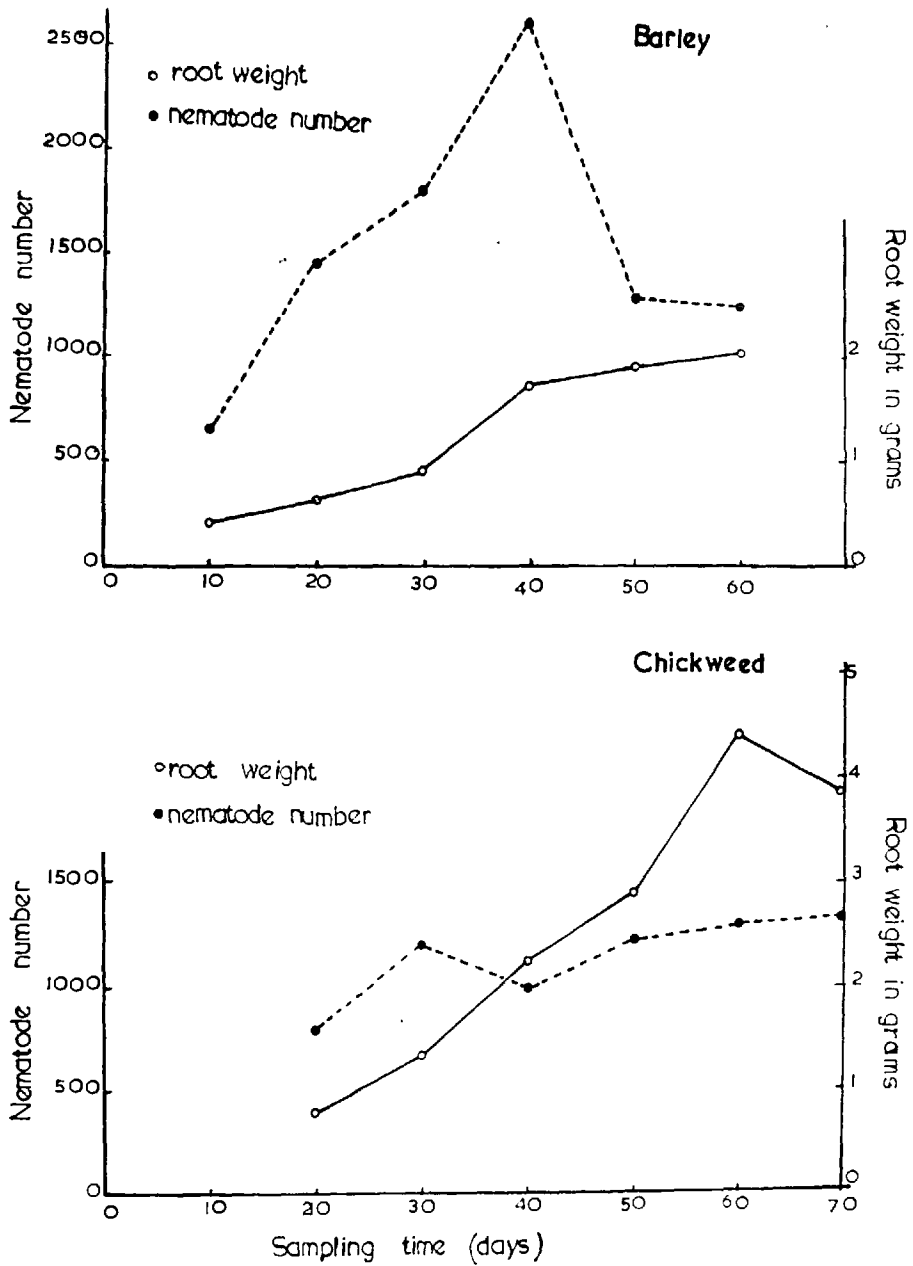 Barley
root weight
nematode number
2500
2000
1500
1000
500
0
Nematode number
2
1
0
Root weight in grams
0 10 20 30 40 50 60
Chickweed
root weight
nematode number
1500
1000
500
0
Nematode number
5
4
3
2
1
0
Root weight in grams
0 10 20 30 40 50 60 70
Sampling time (days)